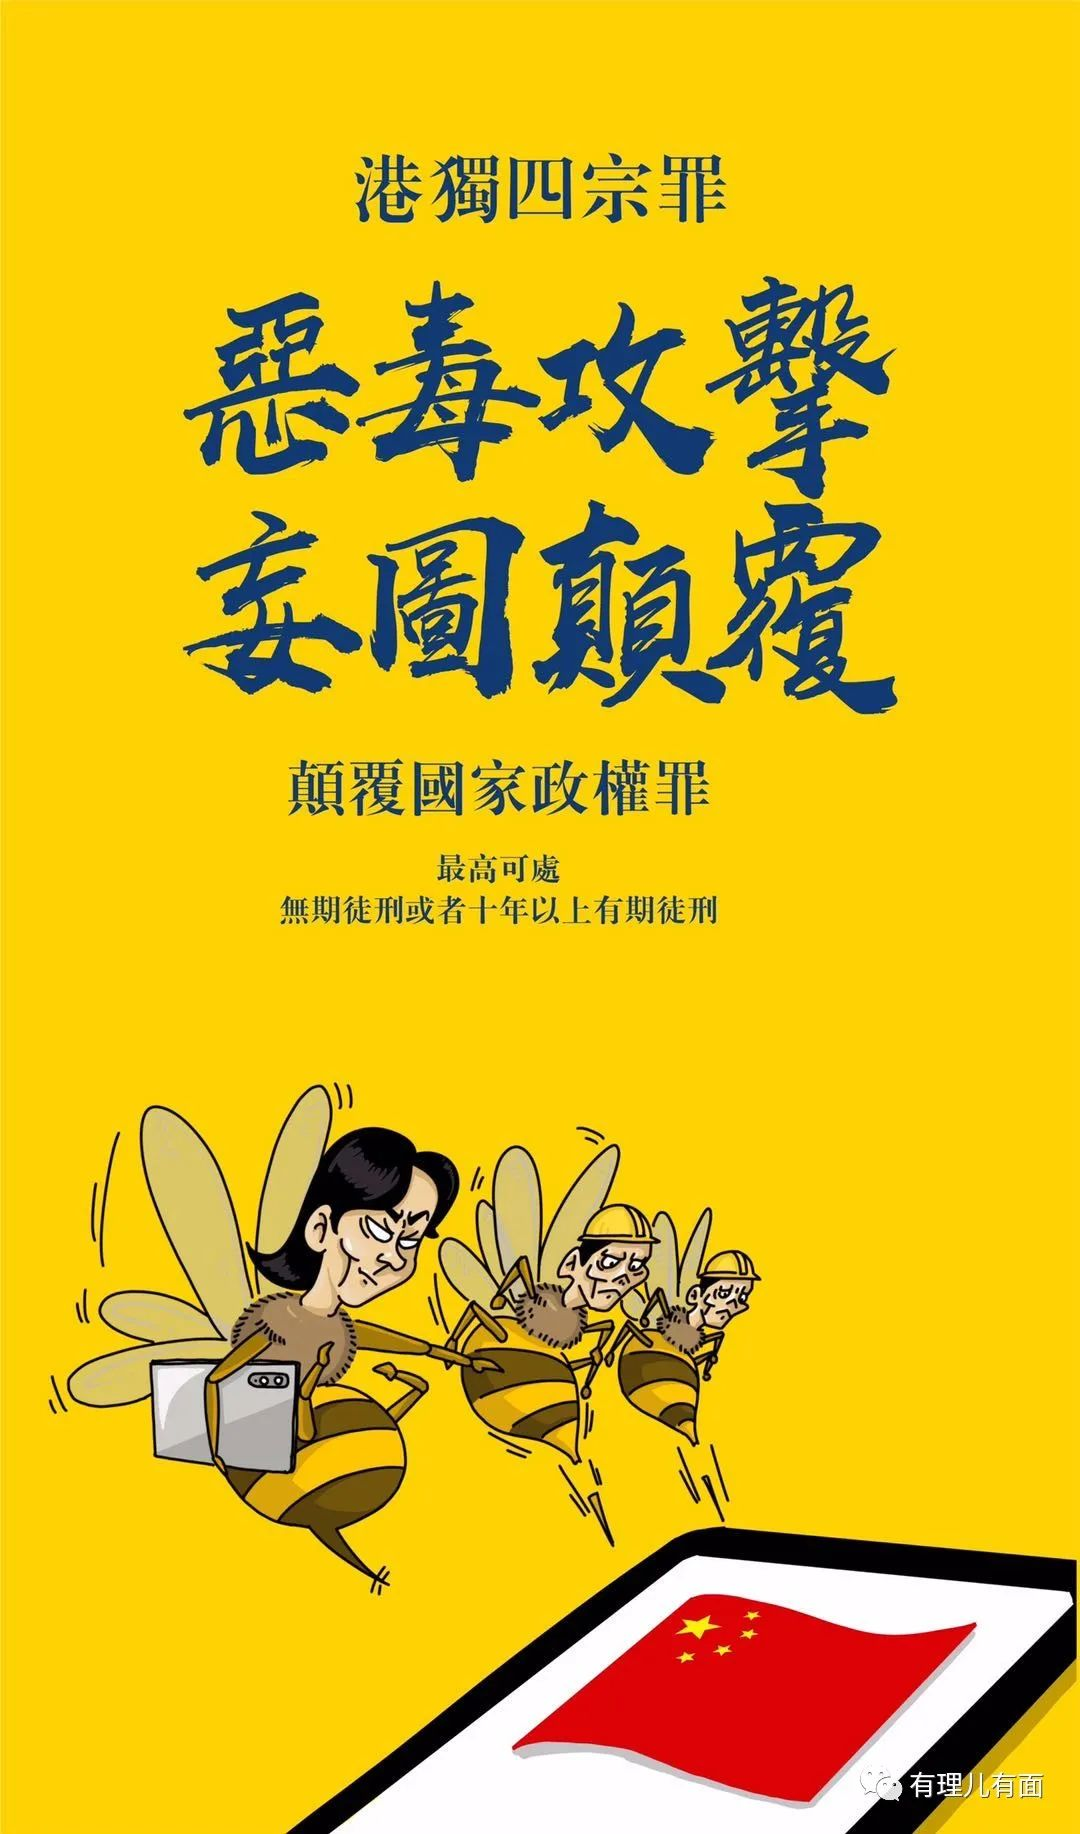 港獨四宗罪
惡毒攻擊
妄圖顛覆
顛覆國家政權罪
最高可處
無期徒刑或者十年以上有期徒刑
有理儿有面